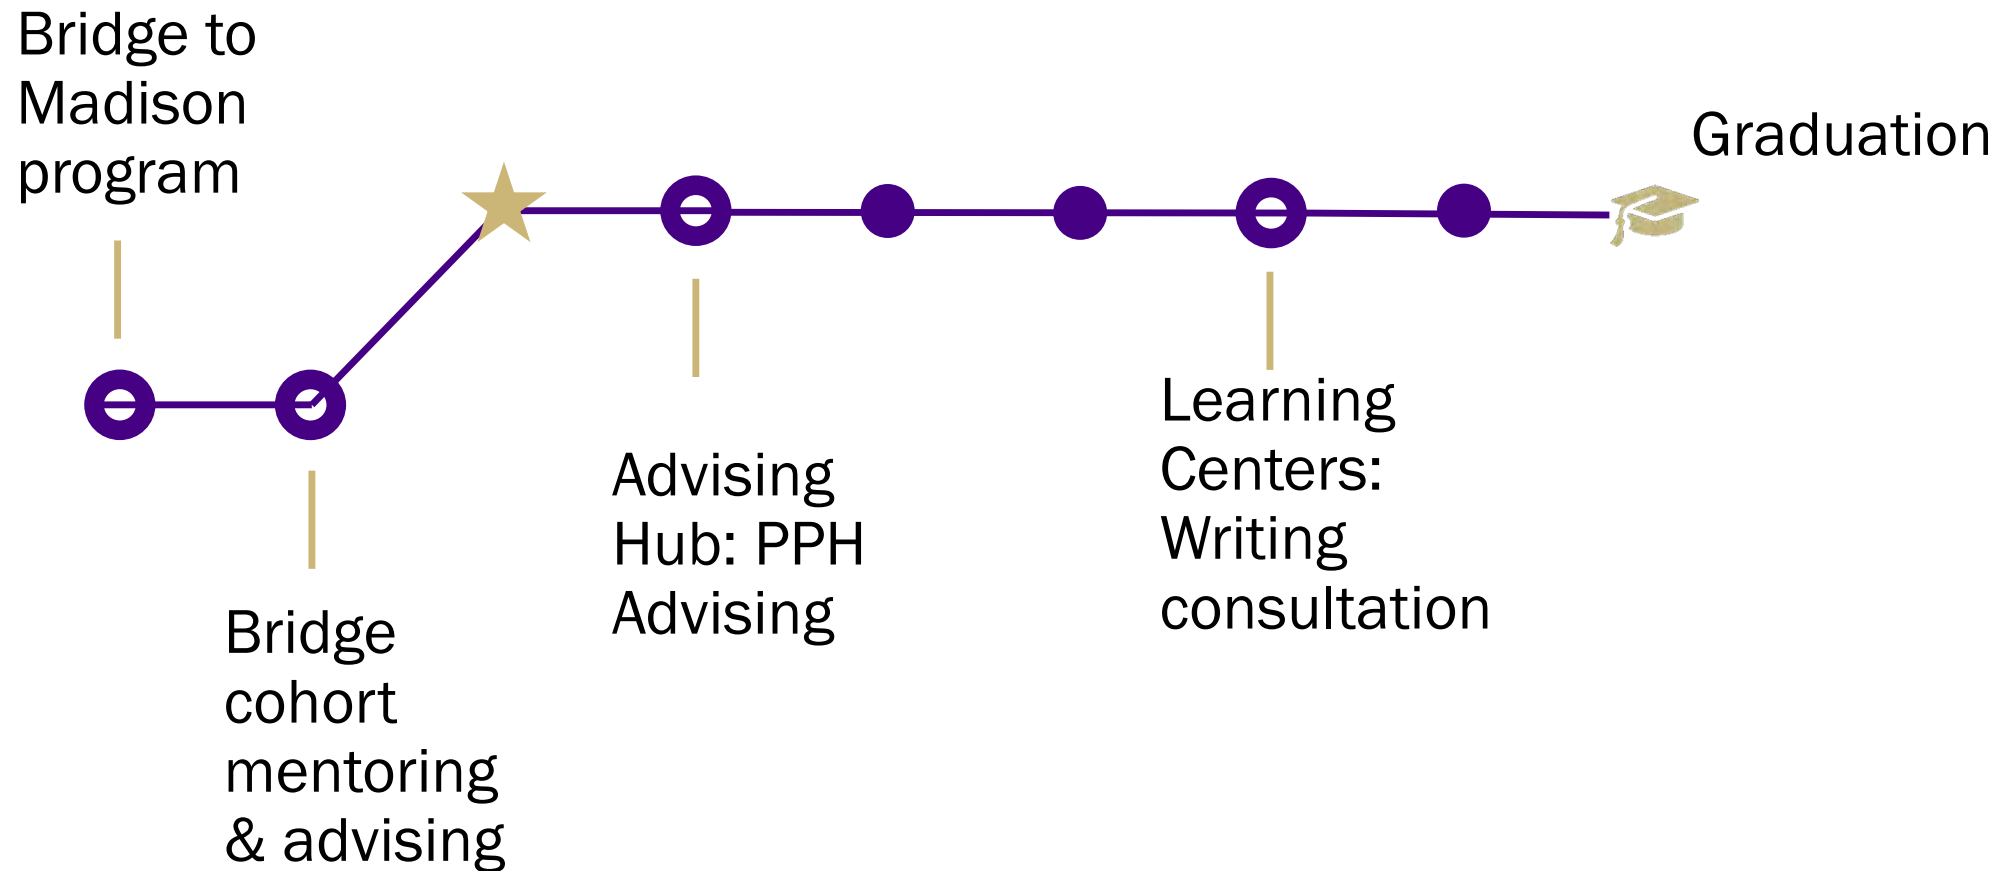 Bridge to
Madison
program
Graduation
Bridge
cohort
mentoring
& advising
Advising
Hub: PPH
Advising
Learning
Centers:
Writing
consultation